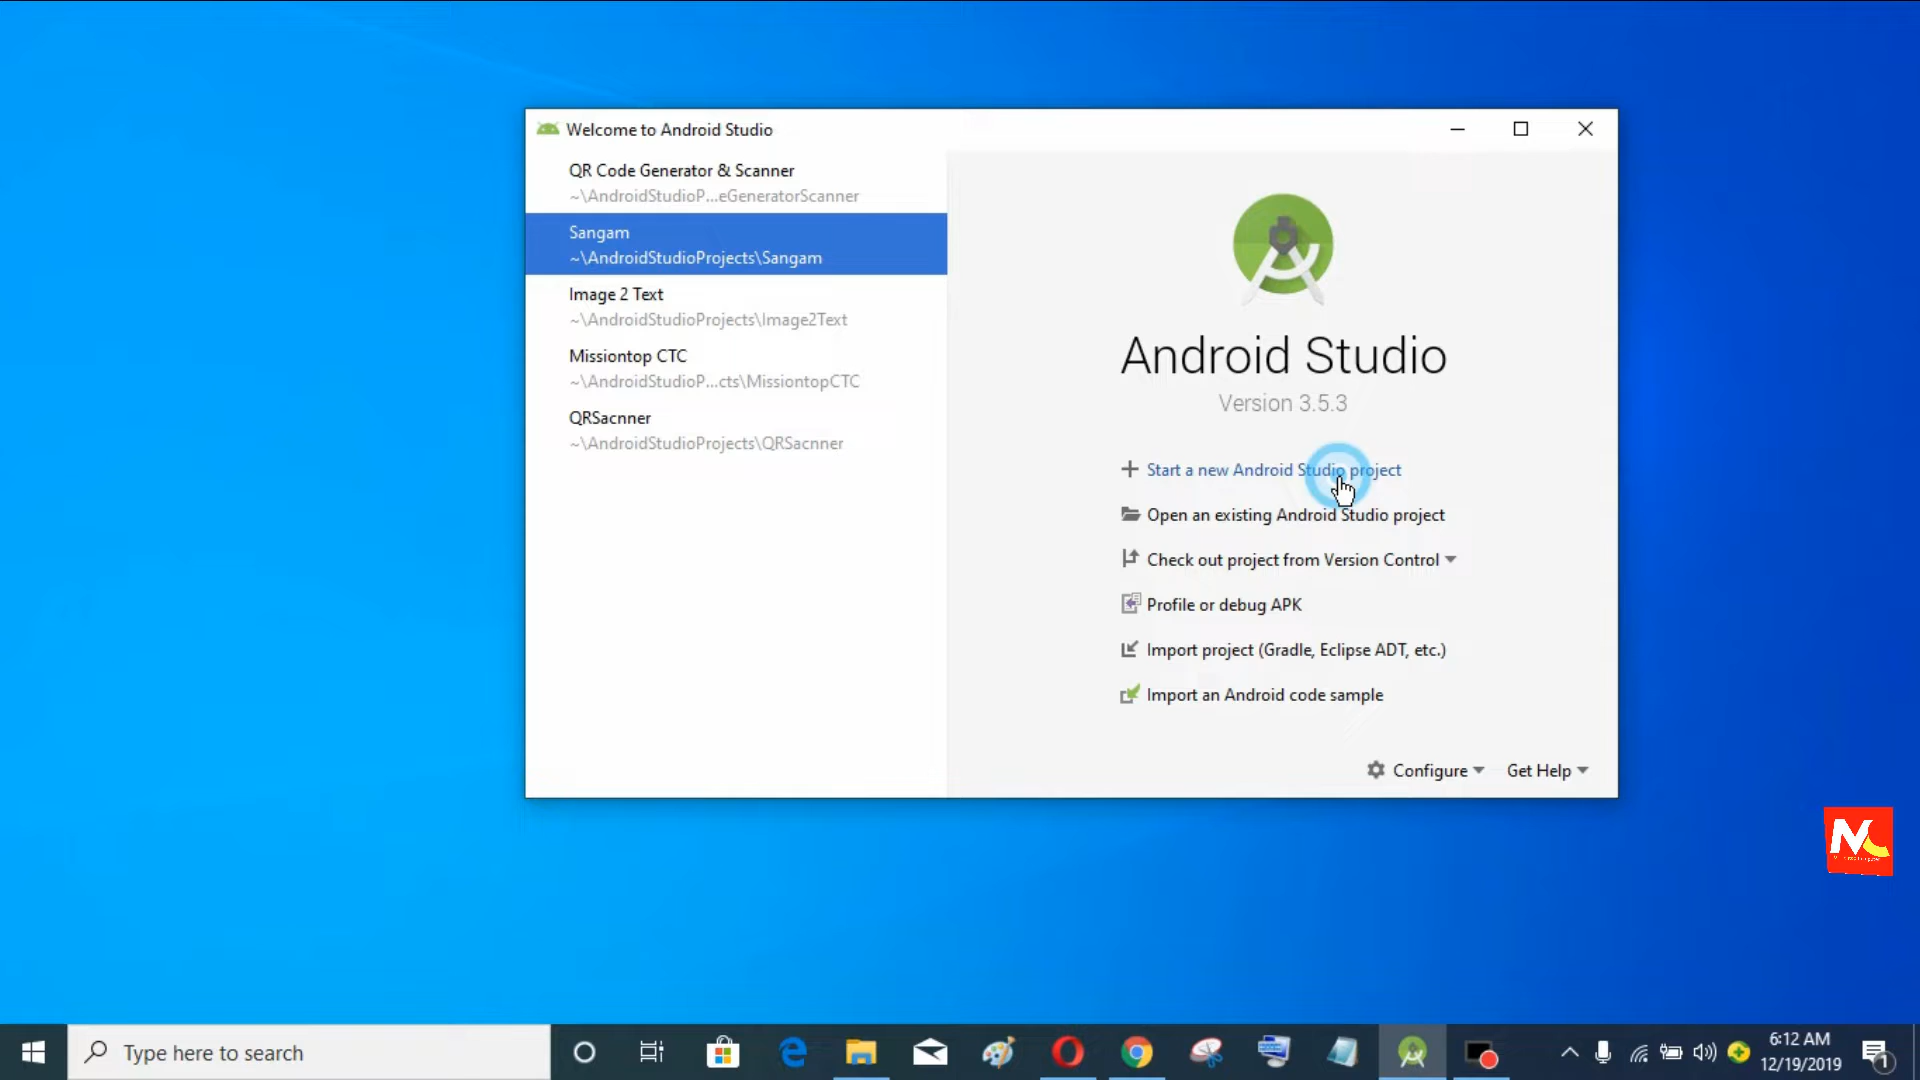 Welcome to Android Studio
QR Code Generator & Scanner
~\AndroidStudioP...eGeneratorScanner
Sangam
~\AndroidStudioProjects\Sangam
Image 2 Text
~\AndroidStudioProjects\Image2Text
Missiontop CTC
~\AndroidStudioP...cts\MissiontopCTC
QRSacnner
~\AndroidStudioProjects\QRSacnner
Android Studio
Version 3.5.3
Start a new Android Studio project
Open an existing Android Studio project
Check out project from Version Control
Profile or debug APK
Import project (Gradle, Eclipse ADT, etc.)
Import an Android code sample
Configure
Get Help
MC
Type here to search
6:12 AM
12/19/2019
1